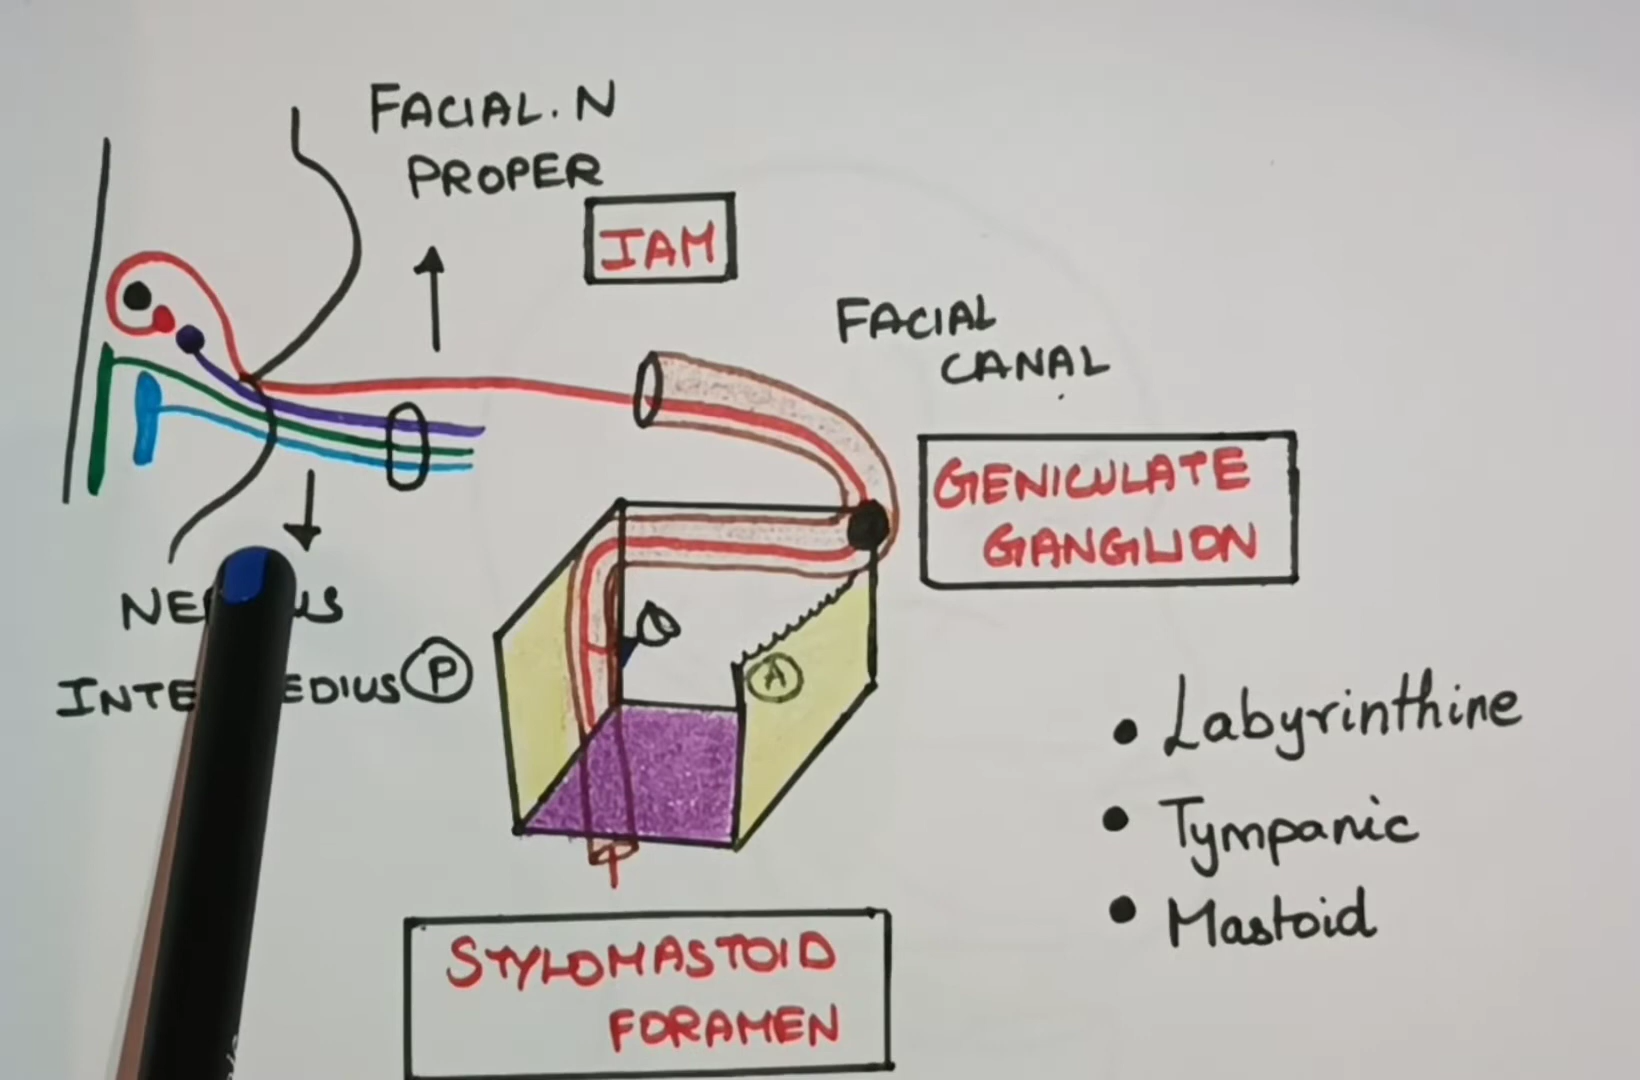 FACIAL. N
PROPER
IAM
FACIAL
CANAL
GENICULATE
GANGLION
P
A
Labyrinthine
Tympanic
Mastoid
STYLOMASTOID
FORAMEN